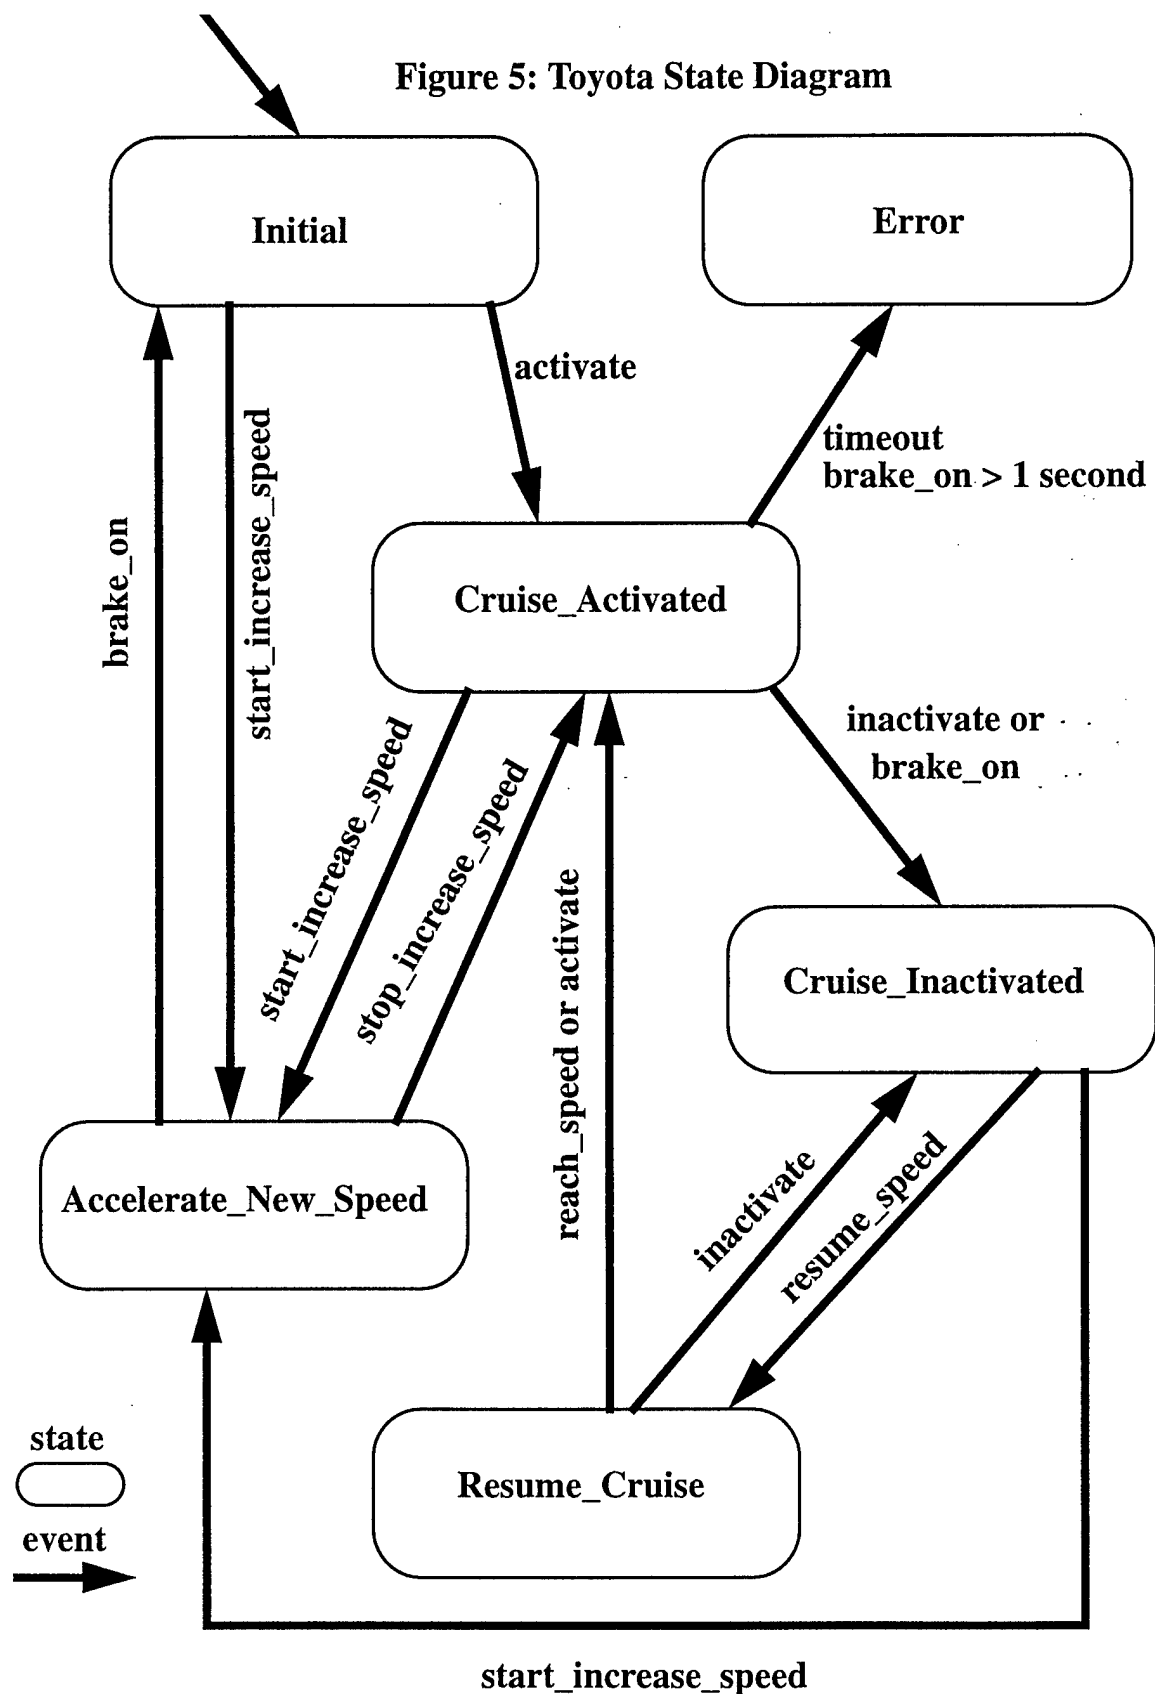 Figure 5: Toyota State Diagram
Initial
Error
activate
timeout
brake_on > 1 second
brake_on
start_increase_speed
Cruise_Activated
start_increase_speed
stop_increase_speed
reach_speed or activate
inactivate or
brake_on
Cruise_Inactivated
Accelerate_New_Speed
inactivate
resume_speed
state
Resume_Cruise
event
start_increase_speed